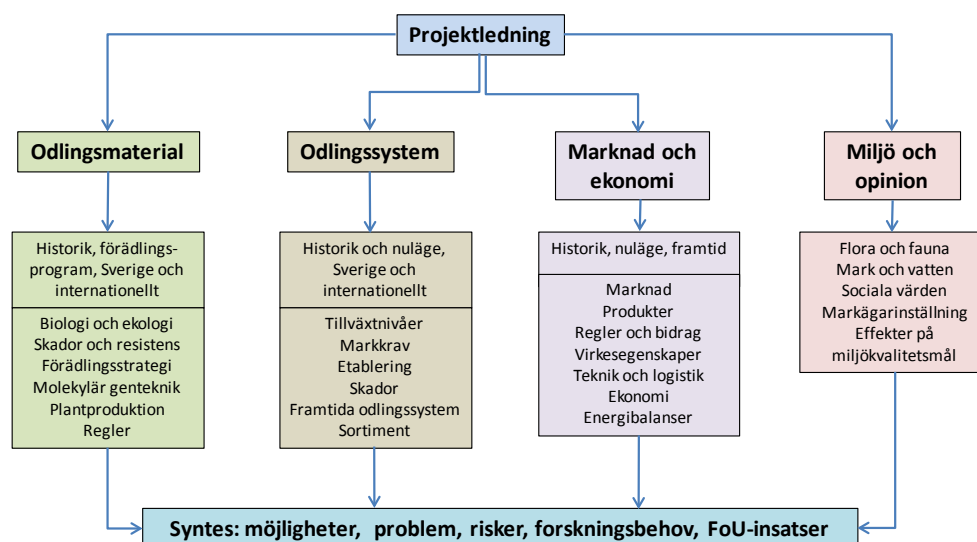 Projektledning
Odlingsmaterial
Odlingssystem
Marknad och
ekonomi
Miljö och
opinion
Historik, förädlings-
program, Sverige och
internationellt
Biologi och ekologi
Skador och resistens
Förädlingsstrategi
Molekylär genteknik
Plantproduktion
Regler
Historik och nuläge,
Sverige och
internationellt
Tillväxtnivåer
Markkrav
Etablering
Skador
Framtida odlingssystem
Sortiment
Historik, nuläge, framtid
Marknad
Produkter
Regler och bidrag
Virkesegenskaper
Teknik och logistik
Ekonomi
Energibalanser
Flora och fauna
Mark och vatten
Sociala värden
Markägarinställning
Effekter på
miljökvalitetsmål
Syntes: möjligheter, problem, risker, forskningsbehov, FoU-insatser